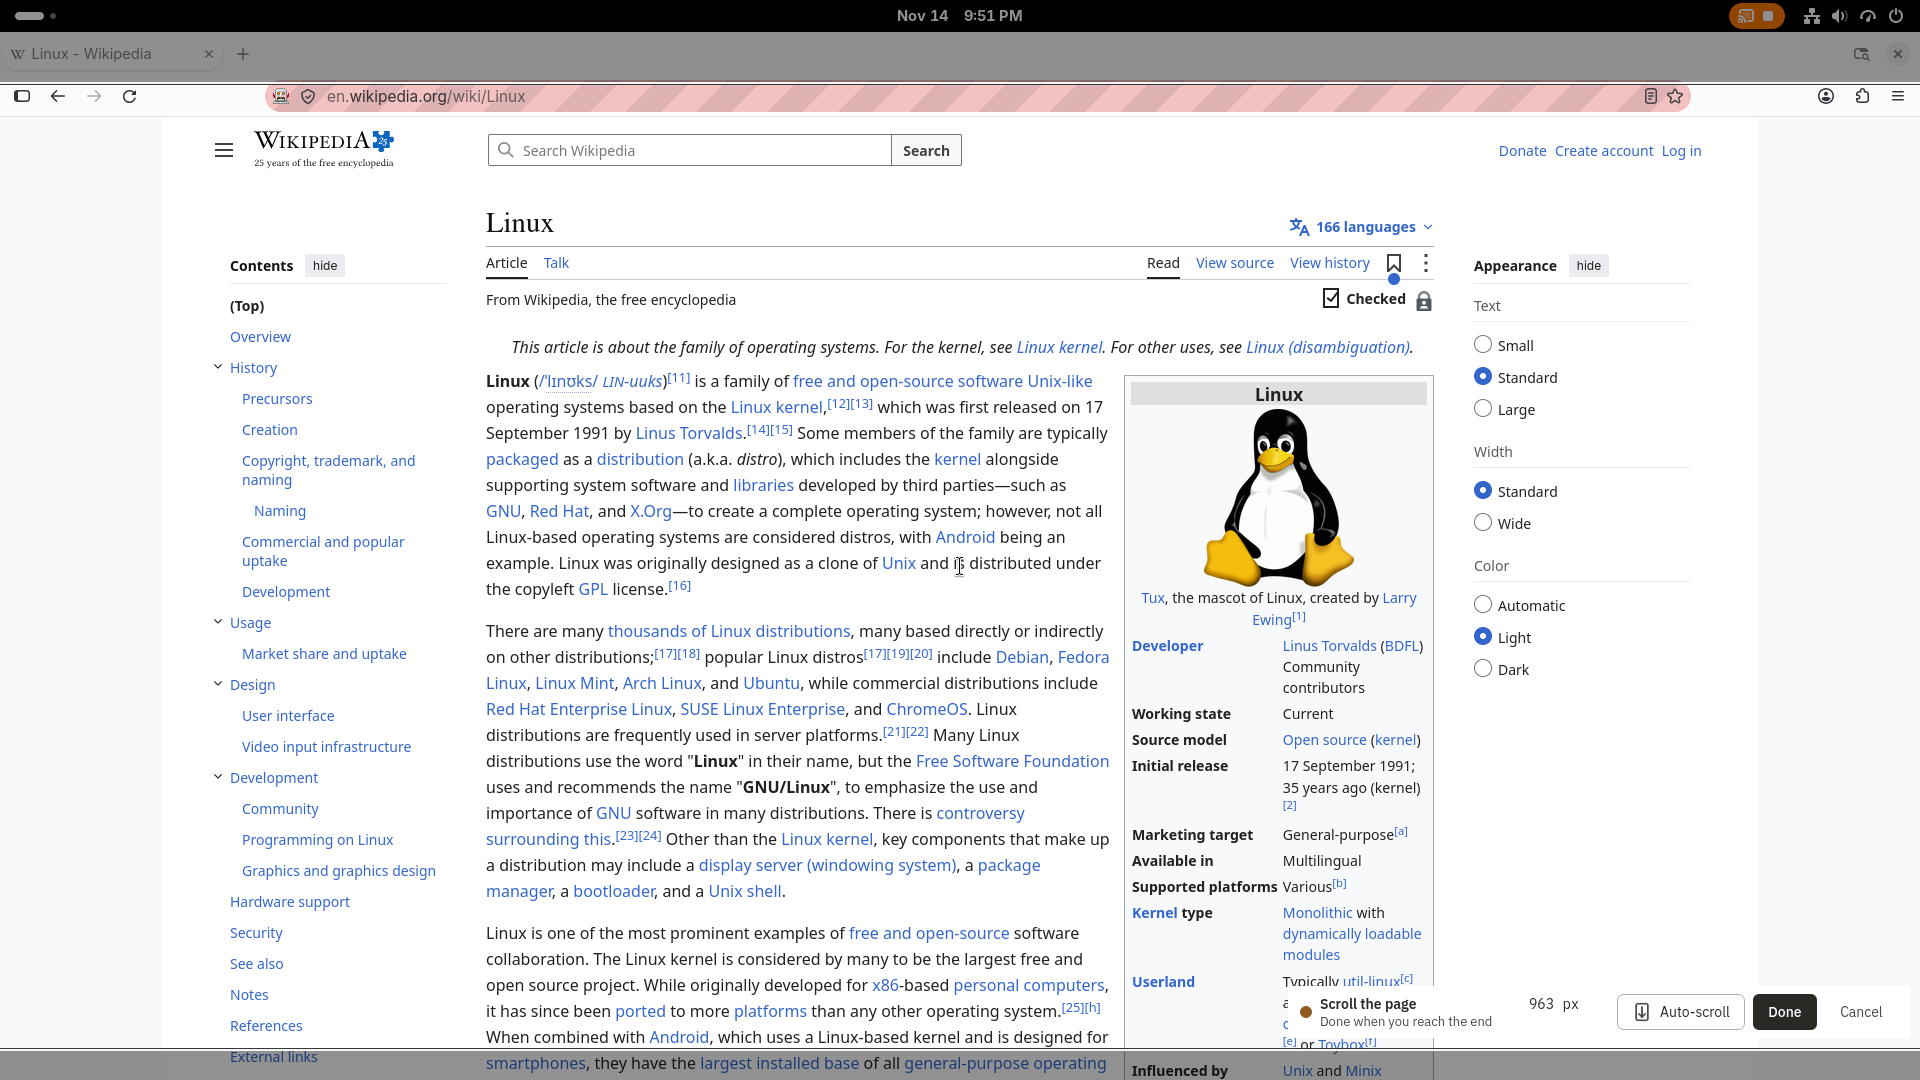 Nov 14 9:51 PM
Linux - Wikipedia
en.wikipedia.org/wiki/Linux
WIKIPEDIA 25
25 years of the free encyclopedia
Search Wikipedia
Search
Donate Create account Log in
Linux
166 languages
Article Talk
Read View source View history
From Wikipedia, the free encyclopedia
Checked
Contents hide
(Top)
Overview
History
Precursors
Creation
Copyright, trademark, and
naming
Naming
Commercial and popular
uptake
Development
Usage
Market share and uptake
Design
User interface
Video input infrastructure
Development
Community
Programming on Linux
Graphics and graphics design
Hardware support
Security
See also
Notes
References
External links
This article is about the family of operating systems. For the kernel, see Linux kernel. For other uses, see Linux (disambiguation).
Linux (/ˈlɪnʊks/ LIN-uuks)[11] is a family of free and open-source software Unix-like
operating systems based on the Linux kernel,[12][13] which was first released on 17
September 1991 by Linus Torvalds.[14][15] Some members of the family are typically
packaged as a distribution (a.k.a. distro), which includes the kernel alongside
supporting system software and libraries developed by third parties—such as
GNU, Red Hat, and X.Org—to create a complete operating system; however, not all
Linux-based operating systems are considered distros, with Android being an
example. Linux was originally designed as a clone of Unix and is distributed under
the copyleft GPL license.[16]
There are many thousands of Linux distributions, many based directly or indirectly
on other distributions;[17][18] popular Linux distros[17][19][20] include Debian, Fedora
Linux, Linux Mint, Arch Linux, and Ubuntu, while commercial distributions include
Red Hat Enterprise Linux, SUSE Linux Enterprise, and ChromeOS. Linux
distributions are frequently used in server platforms.[21][22] Many Linux
distributions use the word "Linux" in their name, but the Free Software Foundation
uses and recommends the name "GNU/Linux", to emphasize the use and
importance of GNU software in many distributions. There is controversy
surrounding this.[23][24] Other than the Linux kernel, key components that make up
a distribution may include a display server (windowing system), a package
manager, a bootloader, and a Unix shell.
Linux is one of the most prominent examples of free and open-source software
collaboration. The Linux kernel is considered by many to be the largest free and
open source project. While originally developed for x86-based personal computers,
it has since been ported to more platforms than any other operating system.[25][h]
When combined with Android, which uses a Linux-based kernel and is designed for
smartphones, they have the largest installed base of all general-purpose operating
Linux
Tux, the mascot of Linux, created by Larry
Ewing[1]
Developer Linus Torvalds (BDFL)
Community
contributors
Working state Current
Source model Open source (kernel)
Initial release 17 September 1991;
35 years ago (kernel)
[2]
Marketing target General-purpose[a]
Available in Multilingual
Supported platforms Various[b]
Kernel type Monolithic with
dynamically loadable
modules
Userland Typically util-linux[c]
[e] or Toybox[f]
Influenced by Unix and Minix
Appearance hide
Text
Small
Standard
Large
Width
Standard
Wide
Color
Automatic
Light
Dark
Scroll the page
Done when you reach the end
963 px
Auto-scroll
Done
Cancel